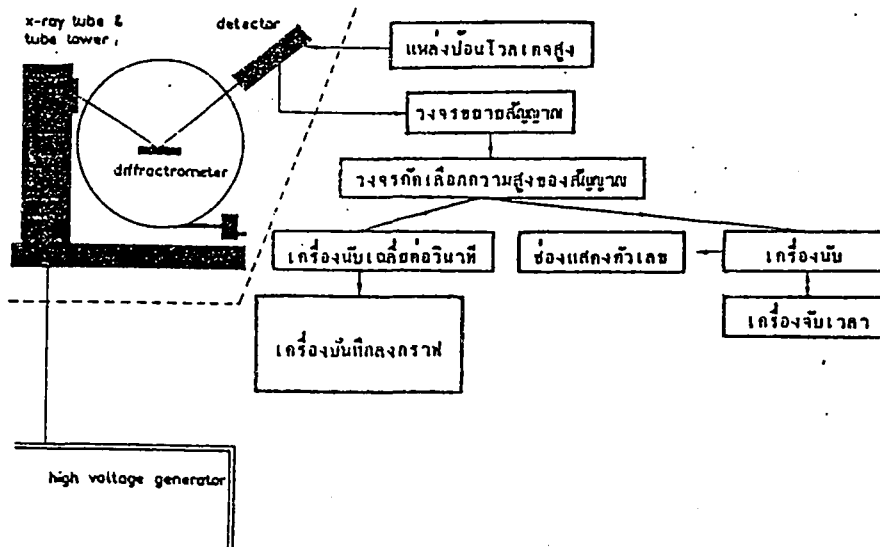 x-ray tube &
tube tower,
detector
diffractrometer
แหล่งป้อนโวลเตจสูง
วงจรขยายสัญญาณ
วงจรคัดเลือกความสูงของสัญญาณ
เครื่องนับเฉลี่ยต่อวินาที
ช่องแสดงตัวเลข
เครื่องนับ
เครื่องบันทึกลงกราฟ
เครื่องจับเวลา
high voltage generator